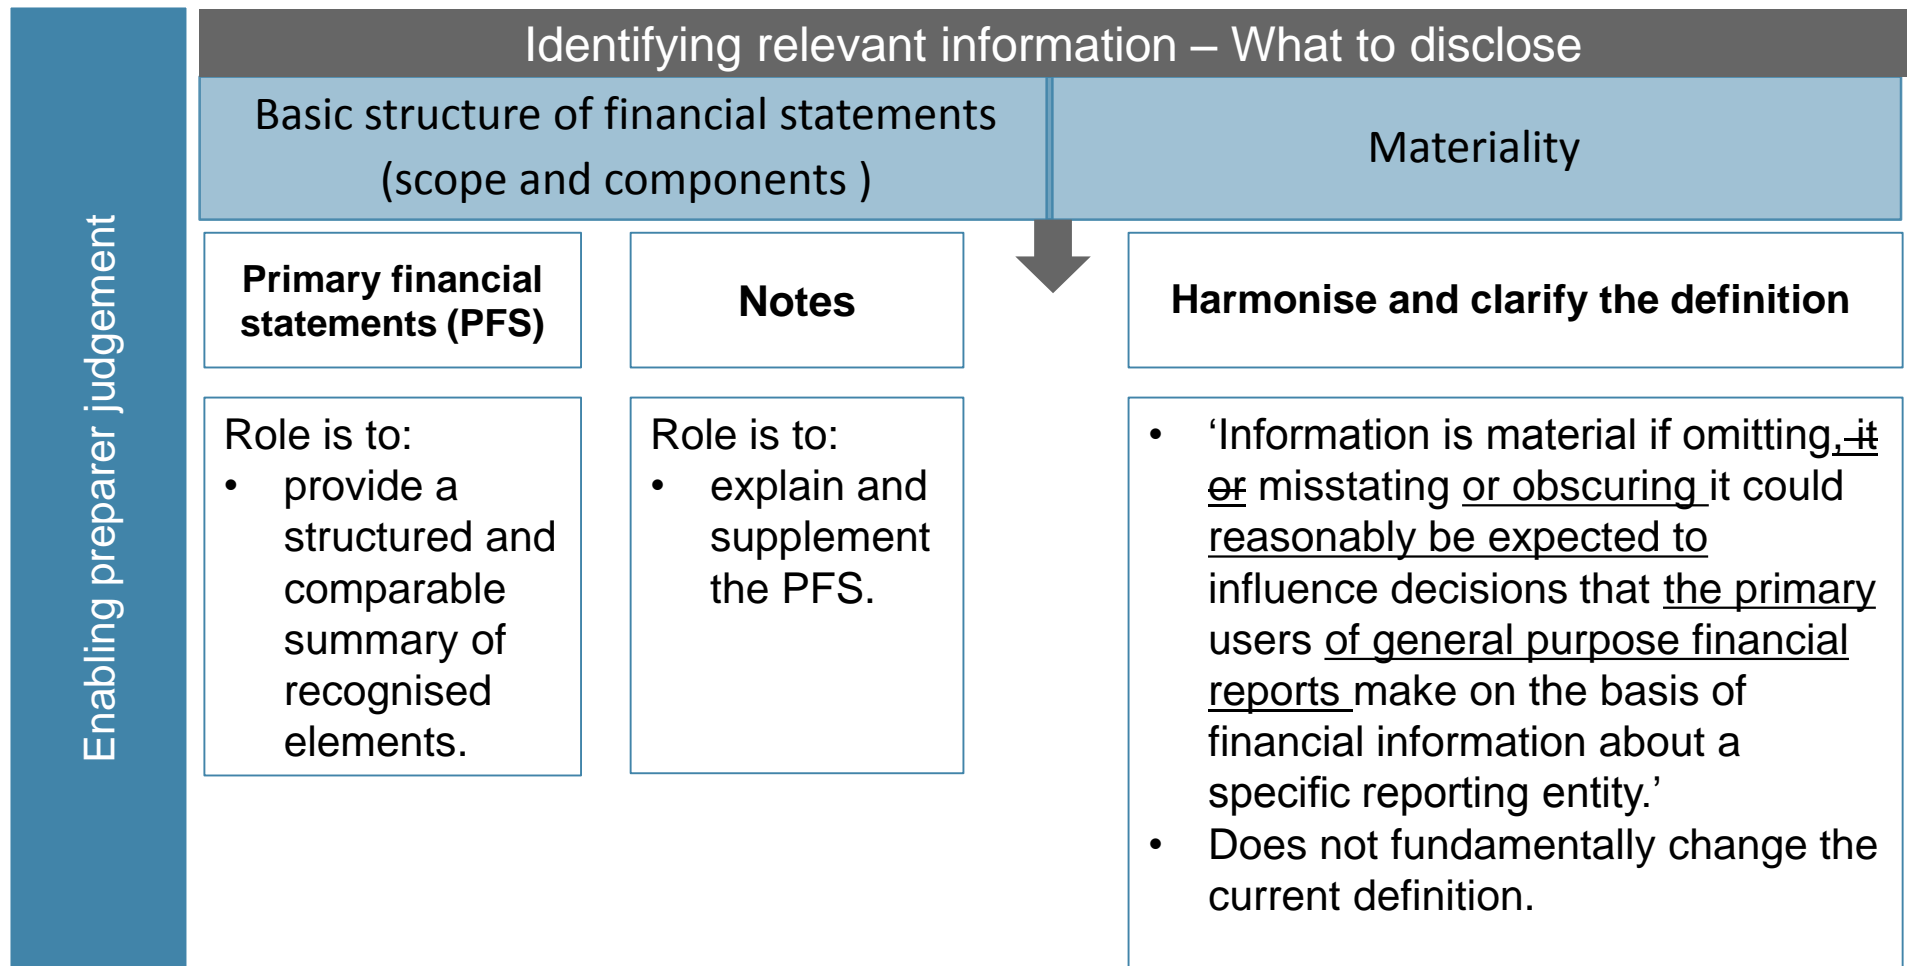 Enabling preparer judgement
Identifying relevant information – What to disclose
Basic structure of financial statements
(scope and components )
Materiality
Primary financial
statements (PFS)
Notes
Harmonise and clarify the definition
Role is to:
• provide a
structured and
comparable
summary of
recognised
elements.
Role is to:
• explain and
supplement
the PFS.
• ‘Information is material if omitting, it
or misstating or obscuring it could
reasonably be expected to
influence decisions that the primary
users of general purpose financial
reports make on the basis of
financial information about a
specific reporting entity.’
• Does not fundamentally change the
current definition.